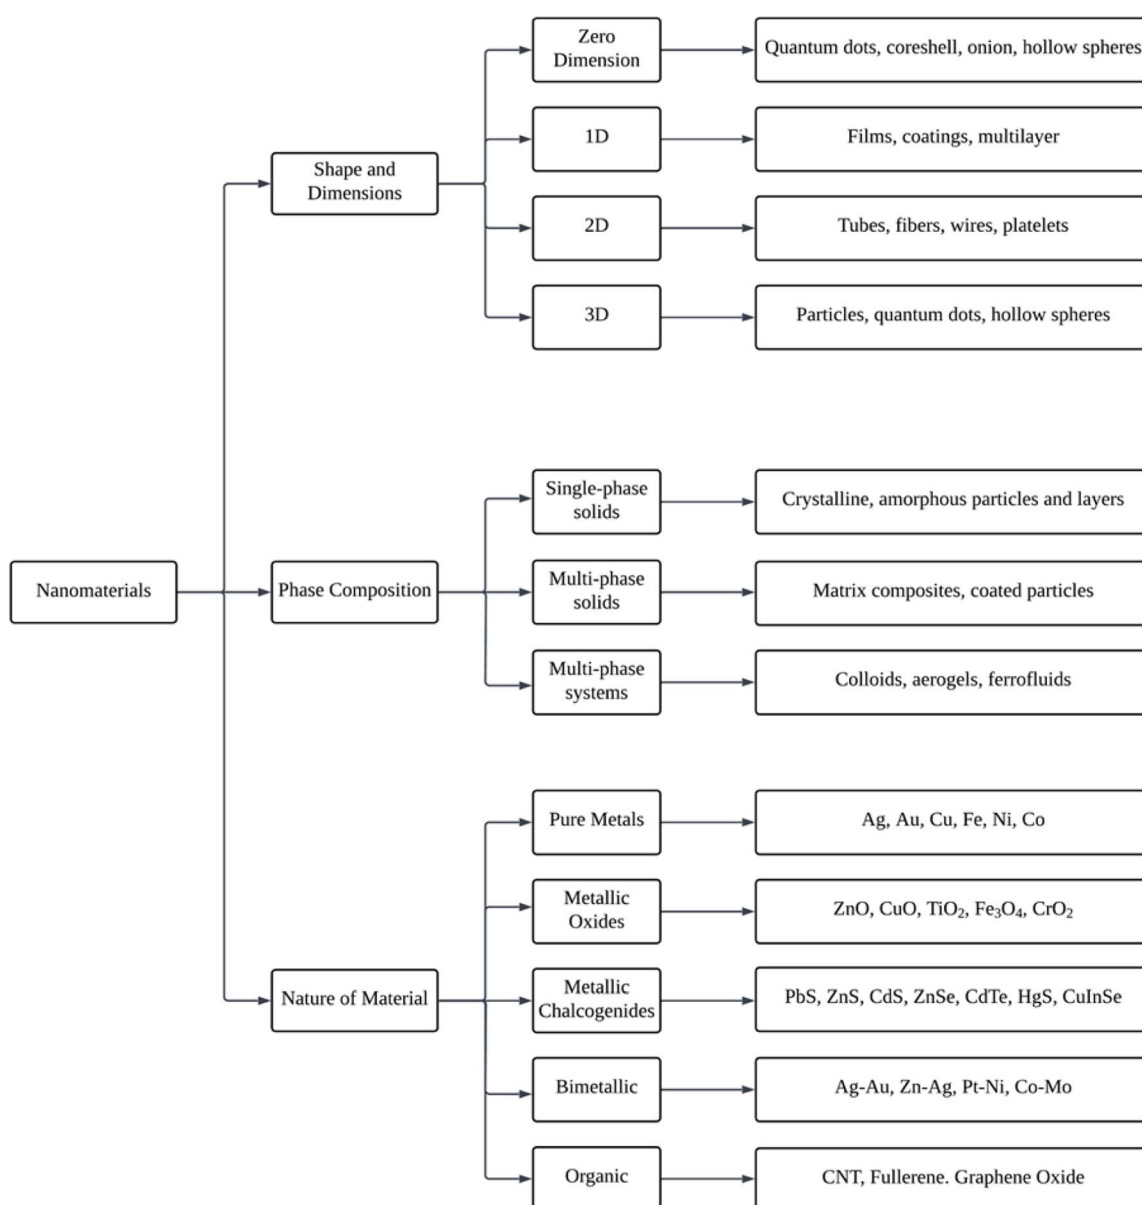 Zero
Dimension
Quantum dots, coreshell, onion, hollow spheres
1D
Films, coatings, multilayer
Shape and
Dimensions
2D
Tubes, fibers, wires, platelets
3D
Particles, quantum dots, hollow spheres
Single-phase
solids
Crystalline, amorphous particles and layers
Nanomaterials
Phase Composition
Multi-phase
solids
Matrix composites, coated particles
Multi-phase
systems
Colloids, aerogels, ferrofluids
Pure Metals
Ag, Au, Cu, Fe, Ni, Co
Metallic
Oxides
ZnO, CuO, TiO₂, Fe₃O₄, CrO₂
Nature of Material
Metallic
Chalcogenides
PbS, ZnS, CdS, ZnSe, CdTe, HgS, CuInSe
Bimetallic
Ag-Au, Zn-Ag, Pt-Ni, Co-Mo
Organic
CNT, Fullerene. Graphene Oxide